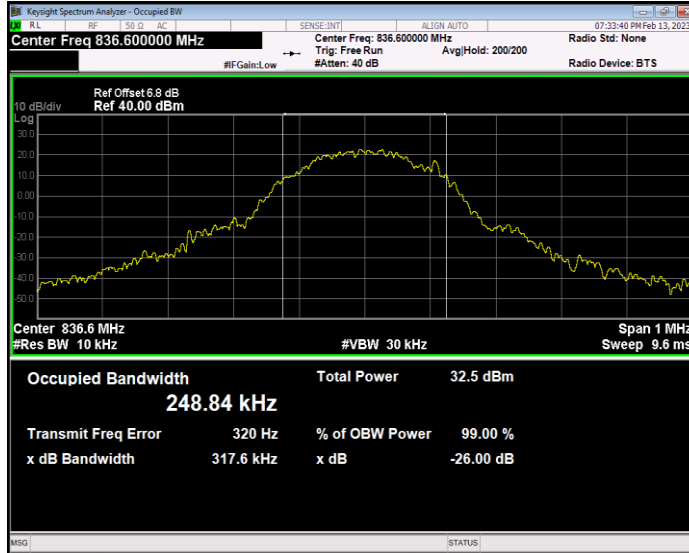 Keysight Spectrum Analyzer - Occupied BW
RL RF 50 Ω AC SENSE:INT ALIGN AUTO 07:33:40 PM Feb 13, 2023
Center Freq 836.600000 MHz
Center Freq: 836.600000 MHz
Radio Std: None
Trig: Free Run Avg|Hold: 200/200
#IFGain:Low #Atten: 40 dB Radio Device: BTS
Ref Offset 6.8 dB
10 dB/div Ref 40.00 dBm
Log
30.0
20.0
10.0
0.00
-10.0
-20.0
-30.0
-40.0
-50.0
Center 836.6 MHz Span 1 MHz
#Res BW 10 kHz #VBW 30 kHz Sweep 9.6 ms
Occupied Bandwidth Total Power 32.5 dBm
248.84 kHz
Transmit Freq Error 320 Hz % of OBW Power 99.00 %
x dB Bandwidth 317.6 kHz x dB -26.00 dB
MSG STATUS